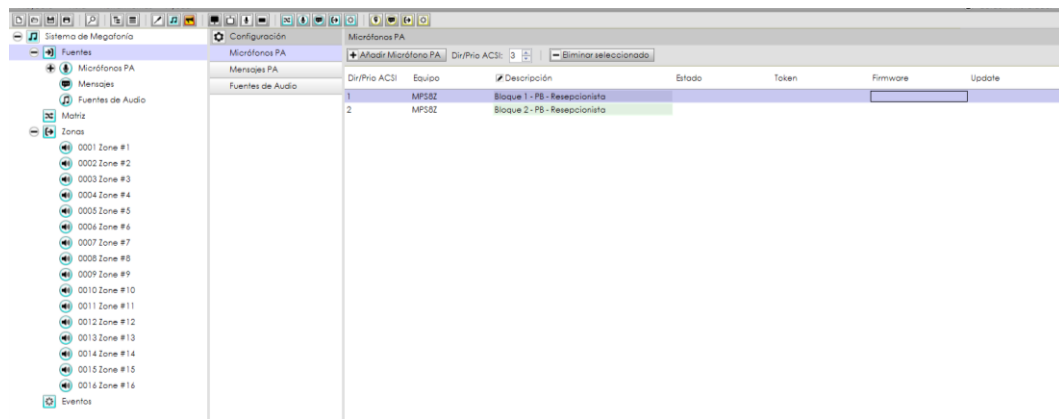 Sistema de Megafonía
Fuentes
Micrófonos PA
Mensajes
Fuentes de Audio
Matriz
Zonas
0001 Zone #1
0002 Zone #2
0003 Zone #3
0004 Zone #4
0005 Zone #5
0006 Zone #6
0007 Zone #7
0008 Zone #8
0009 Zone #9
0010 Zone #10
0011 Zone #11
0012 Zone #12
0013 Zone #13
0014 Zone #14
0015 Zone #15
0016 Zone #16
Eventos
Configuración
Micrófonos PA
Mensajes PA
Fuentes de Audio
Micrófonos PA
Añadir Micrófono PA Dir/Prio ACSI: 3 Eliminar seleccionado
Dir/Prio ACSI Equipo Descripción Estado Token Firmware Update
1 MPS8Z Bloque 1 - PB - Resepcionista
2 MPS8Z Bloque 2 - PB - Resepcionista